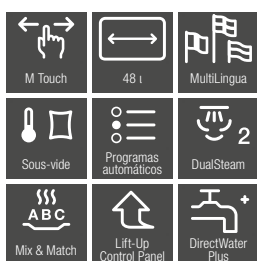 M Touch
48 l
MultiLingua
Sous-vide
Programas
automáticos
2
DualSteam
ABC
Mix & Match
Lift-Up
Control Panel
+
DirectWater
Plus